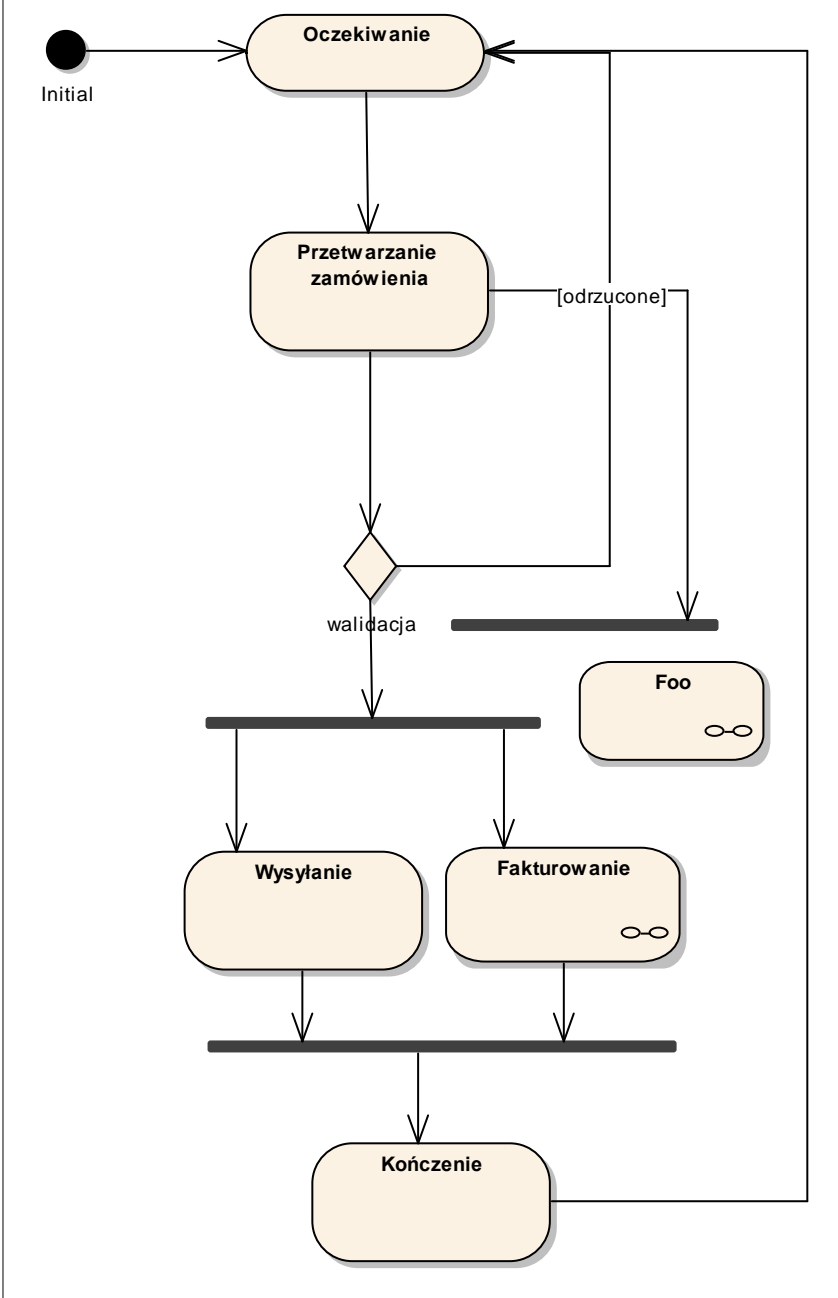 Oczekiwanie
Initial
Przetwarzanie
zamówienia
[odrzucone]
walidacja
Foo
Wysyłanie
Fakturowanie
Kończenie